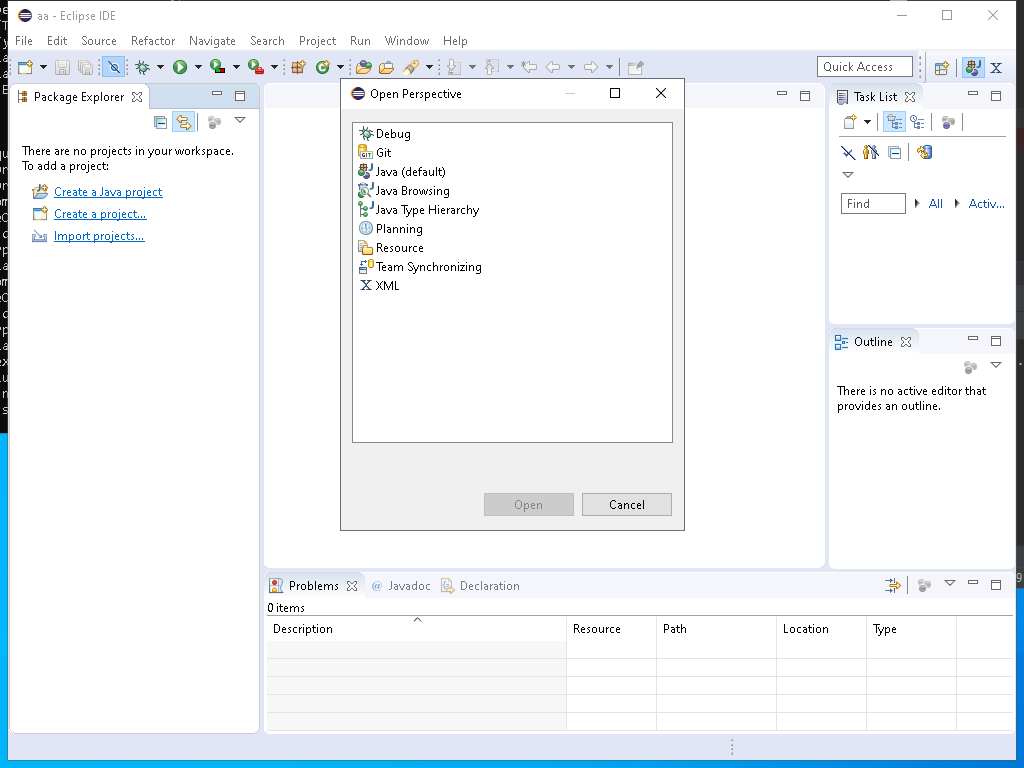 aa - Eclipse IDE
File Edit Source Refactor Navigate Search Project Run Window Help
Quick Access
Package Explorer
There are no projects in your workspace.
To add a project:
Create a Java project
Create a project...
Import projects...
Open Perspective
Debug
GIT
Git
Java (default)
Java Browsing
Java Type Hierarchy
Planning
Resource
Team Synchronizing
X XML
Open Cancel
Task List
Find All Activ...
Outline
There is no active editor that
provides an outline.
Problems @ Javadoc Declaration
0 items
Description Resource Path Location Type